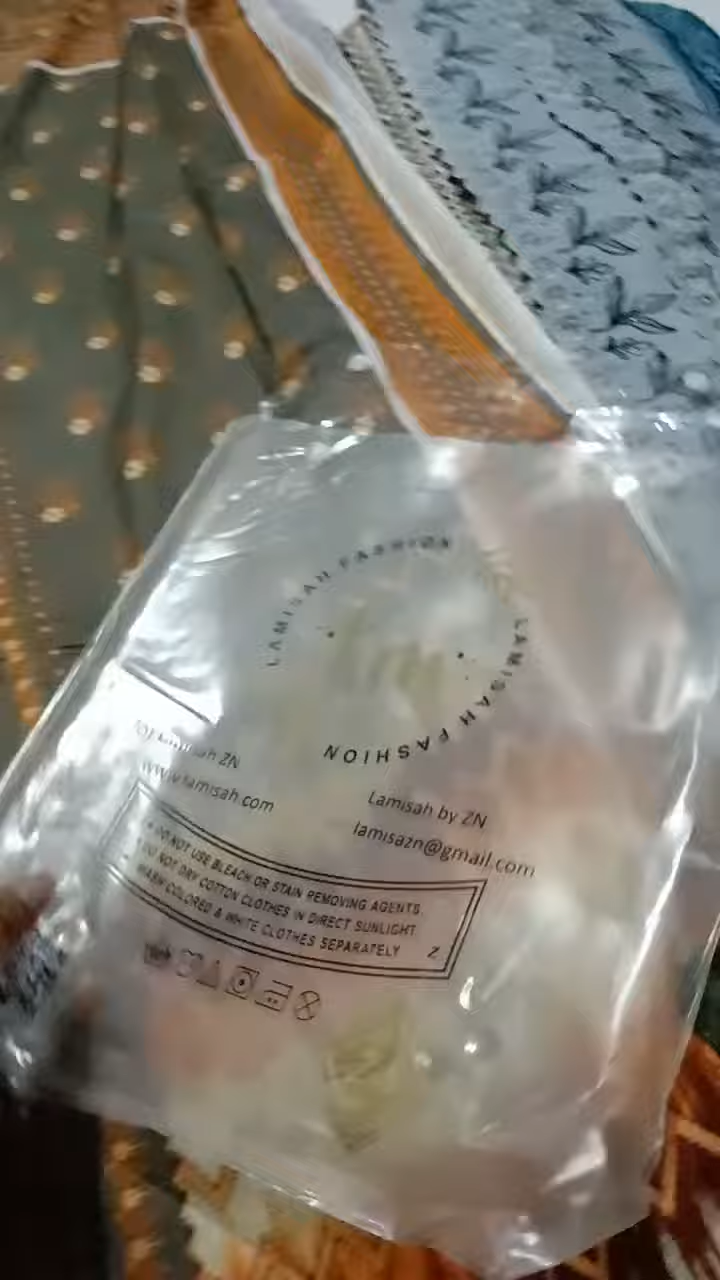 LAMISAH FASHION
LAMISAH FASHION
Lamisah ZN
www.lamisah.com
Lamisah by ZN
lamisazn@gmail.com
DO NOT USE BLEACH OR STAIN REMOVING AGENTS
DO NOT DRY COTTON CLOTHES IN DIRECT SUNLIGHT
WASH COLORED & WHITE CLOTHES SEPARATELY